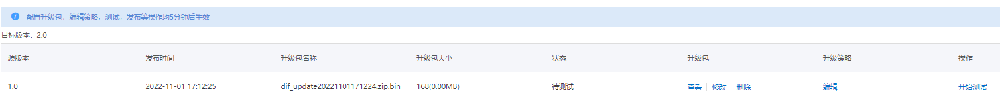 配置升级包，编辑策略，测试，发布等操作均5分钟后生效
目标版本：2.0
源版本 发布时间 升级包名称 升级包大小 状态 升级包 升级策略 操作
1.0 2022-11-01 17:12:25 dif_update20221101171224.zip.bin 168(0.00MB) 待测试 查看 修改 删除 编辑 开始测试